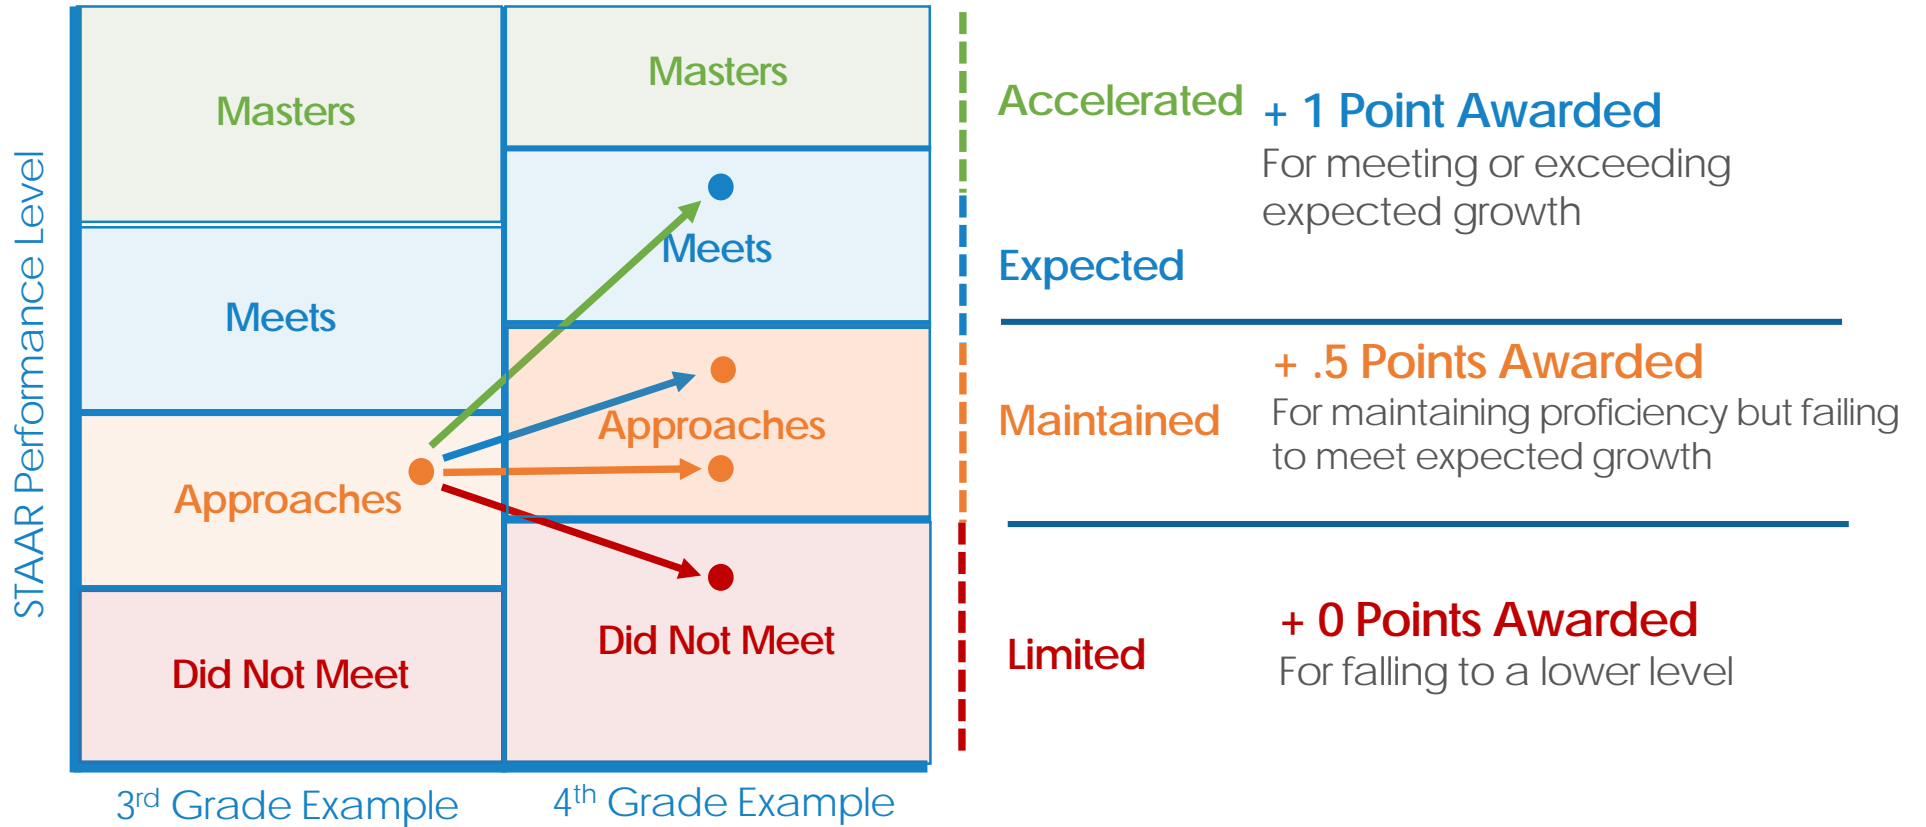 STAAR Performance Level
Masters
Meets
Approaches
Did Not Meet
3rd Grade Example
Masters
Meets
Approaches
Did Not Meet
4th Grade Example
Accelerated
+ 1 Point Awarded
For meeting or exceeding
expected growth
Expected
Maintained
+ .5 Points Awarded
For maintaining proficiency but failing
to meet expected growth
Limited
+ 0 Points Awarded
For falling to a lower level